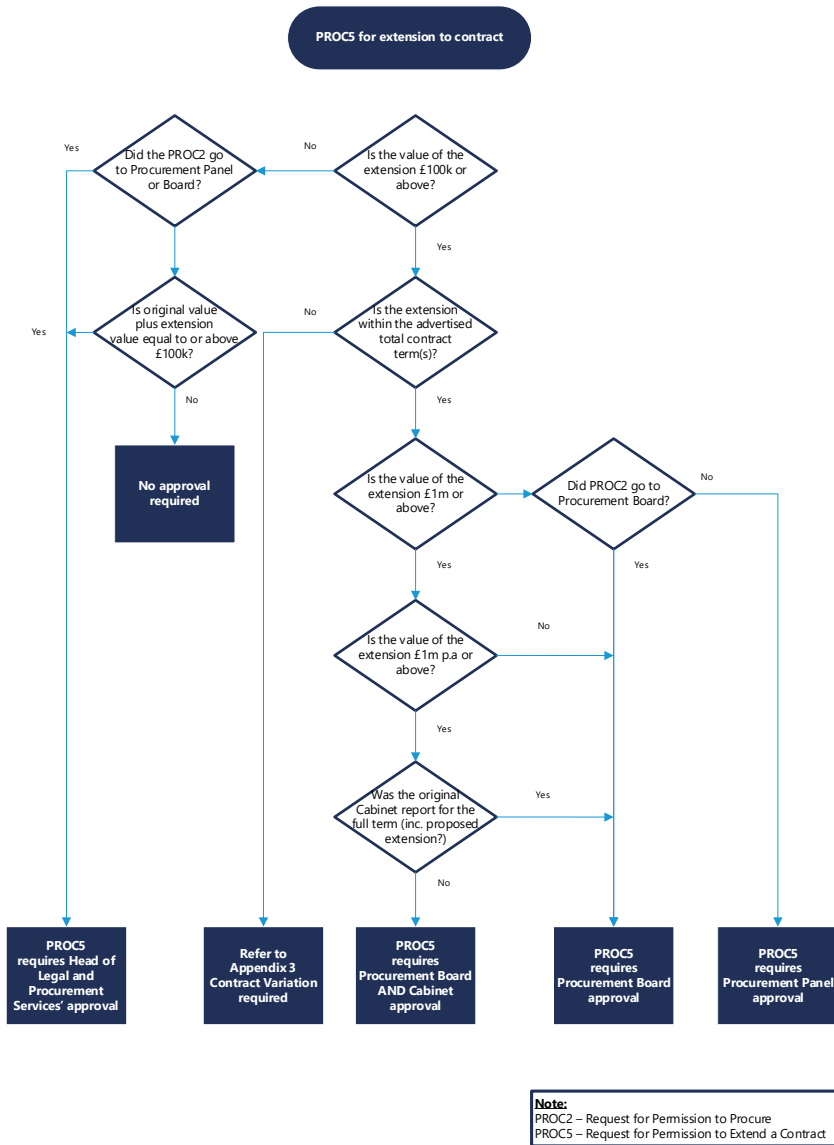 PROC5 for extension to contract
Yes
Did the PROC2 go
to Procurement Panel
or Board?
No
Is the value of the
extension £100k or
above?
Yes
Yes
Is original value
plus extension
value equal to or above
£100k?
No
Is the extension
within the advertised
total contract
term(s)?
No
Yes
No approval
required
Is the value of the
extension £1m or
above?
Did PROC2 go to
Procurement Board?
No
Yes
Yes
Is the value of the
extension £1m p.a or
above?
No
Yes
Was the original
Cabinet report for the
full term (inc. proposed
extension?)
Yes
No
PROC5
requires Head of
Legal and
Procurement
Services’ approval
Refer to
Appendix 3
Contract Variation
required
PROC5
requires
Procurement Board
AND Cabinet
approval
PROC5
requires
Procurement Board
approval
PROC5
requires
Procurement Panel
approval
Note:
PROC2 – Request for Permission to Procure
PROC5 – Request for Permission to Extend a Contract